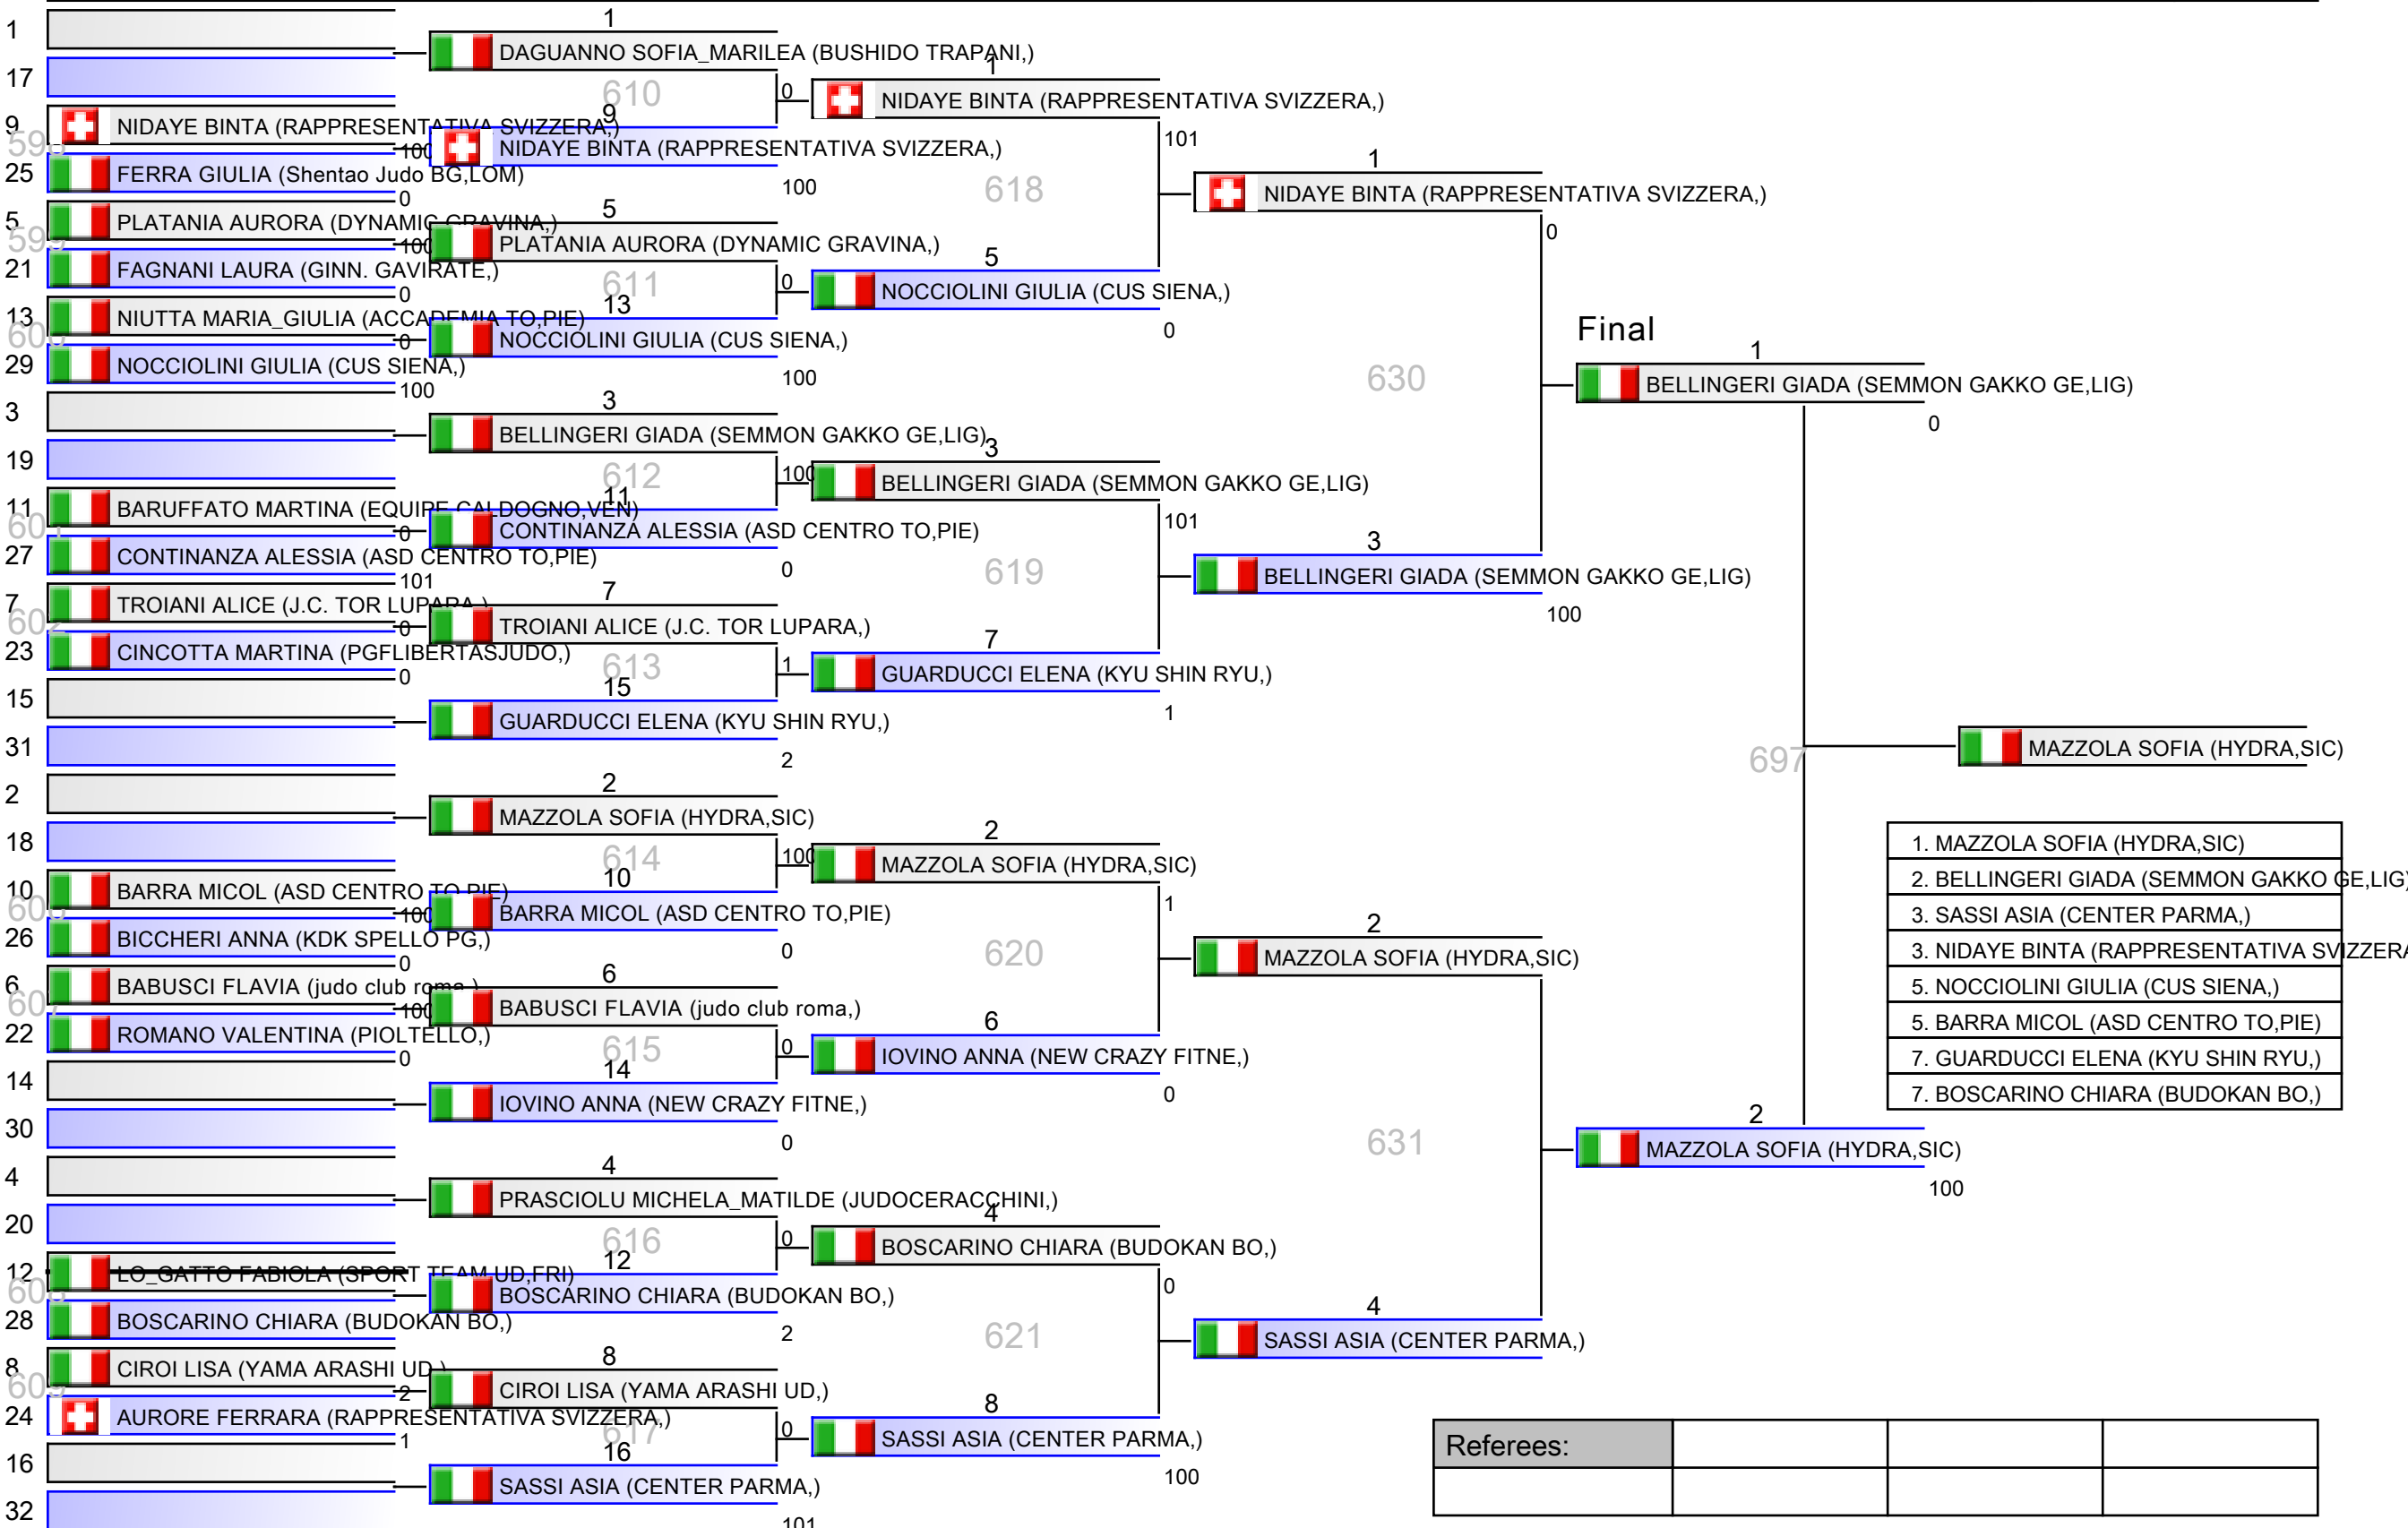 1
17
9
NIDAYE BINTA (RAPPRESENTATIVA SVIZZERA,)
100
25
FERRA GIULIA (Shentao Judo BG,LOM)
0
5
PLATANIA AURORA (DYNAMIC GRAVINA,)
100
21
FAGNANI LAURA (GINN. GAVIRATE,)
0
13
NIUTTA MARIA_GIULIA (ACCADEMIA TO,PIE)
0
29
NOCCIOLINI GIULIA (CUS SIENA,)
100
3
19
11
BARUFFATO MARTINA (EQUIPE CALDOGNO,VEN)
0
27
CONTINANZA ALESSIA (ASD CENTRO TO,PIE)
101
7
TROIANI ALICE (J.C. TOR LUPARA,)
0
23
CINCOTTA MARTINA (PGFLIBERTASJUDO,)
0
15
31
2
18
10
BARRA MICOL (ASD CENTRO TO,PIE)
100
26
BICCHERI ANNA (KDK SPELLO PG,)
0
6
BABUSCI FLAVIA (judo club roma,)
100
22
ROMANO VALENTINA (PIOLTELLO,)
0
14
30
4
20
12
LO_GATTO FABIOLA (SPORT TEAM UD,FRI)
28
BOSCARINO CHIARA (BUDOKAN BO,)
8
CIROI LISA (YAMA ARASHI UD,)
2
24
AURORE FERRARA (RAPPRESENTATIVA SVIZZERA,)
1
16
32
1
DAGUANNO SOFIA_MARILEA (BUSHIDO TRAPANI,)
0
610
9
NIDAYE BINTA (RAPPRESENTATIVA SVIZZERA,)
100
5
PLATANIA AURORA (DYNAMIC GRAVINA,)
0
611
13
NOCCIOLINI GIULIA (CUS SIENA,)
100
3
BELLINGERI GIADA (SEMMON GAKKO GE,LIG)
100
612
11
CONTINANZA ALESSIA (ASD CENTRO TO,PIE)
0
7
TROIANI ALICE (J.C. TOR LUPARA,)
1
613
15
GUARDUCCI ELENA (KYU SHIN RYU,)
2
2
MAZZOLA SOFIA (HYDRA,SIC)
100
614
10
BARRA MICOL (ASD CENTRO TO,PIE)
0
6
BABUSCI FLAVIA (judo club roma,)
0
615
14
IOVINO ANNA (NEW CRAZY FITNE,)
0
4
PRASCIOLU MICHELA_MATILDE (JUDOCERACCHINI,)
0
616
12
BOSCARINO CHIARA (BUDOKAN BO,)
2
8
CIROI LISA (YAMA ARASHI UD,)
0
617
16
SASSI ASIA (CENTER PARMA,)
101
1
NIDAYE BINTA (RAPPRESENTATIVA SVIZZERA,)
101
618
5
NOCCIOLINI GIULIA (CUS SIENA,)
0
3
BELLINGERI GIADA (SEMMON GAKKO GE,LIG)
101
619
7
GUARDUCCI ELENA (KYU SHIN RYU,)
1
2
MAZZOLA SOFIA (HYDRA,SIC)
1
620
6
IOVINO ANNA (NEW CRAZY FITNE,)
0
4
BOSCARINO CHIARA (BUDOKAN BO,)
0
621
8
SASSI ASIA (CENTER PARMA,)
100
1
NIDAYE BINTA (RAPPRESENTATIVA SVIZZERA,)
0
630
3
BELLINGERI GIADA (SEMMON GAKKO GE,LIG)
100
2
MAZZOLA SOFIA (HYDRA,SIC)
631
4
SASSI ASIA (CENTER PARMA,)
Final
1
BELLINGERI GIADA (SEMMON GAKKO GE,LIG)
0
697
2
MAZZOLA SOFIA (HYDRA,SIC)
100
MAZZOLA SOFIA (HYDRA,SIC)
1. MAZZOLA SOFIA (HYDRA,SIC)
2. BELLINGERI GIADA (SEMMON GAKKO GE,LIG)
3. SASSI ASIA (CENTER PARMA,)
3. NIDAYE BINTA (RAPPRESENTATIVA SVIZZERA
5. NOCCIOLINI GIULIA (CUS SIENA,)
5. BARRA MICOL (ASD CENTRO TO,PIE)
7. GUARDUCCI ELENA (KYU SHIN RYU,)
7. BOSCARINO CHIARA (BUDOKAN BO,)
Referees: